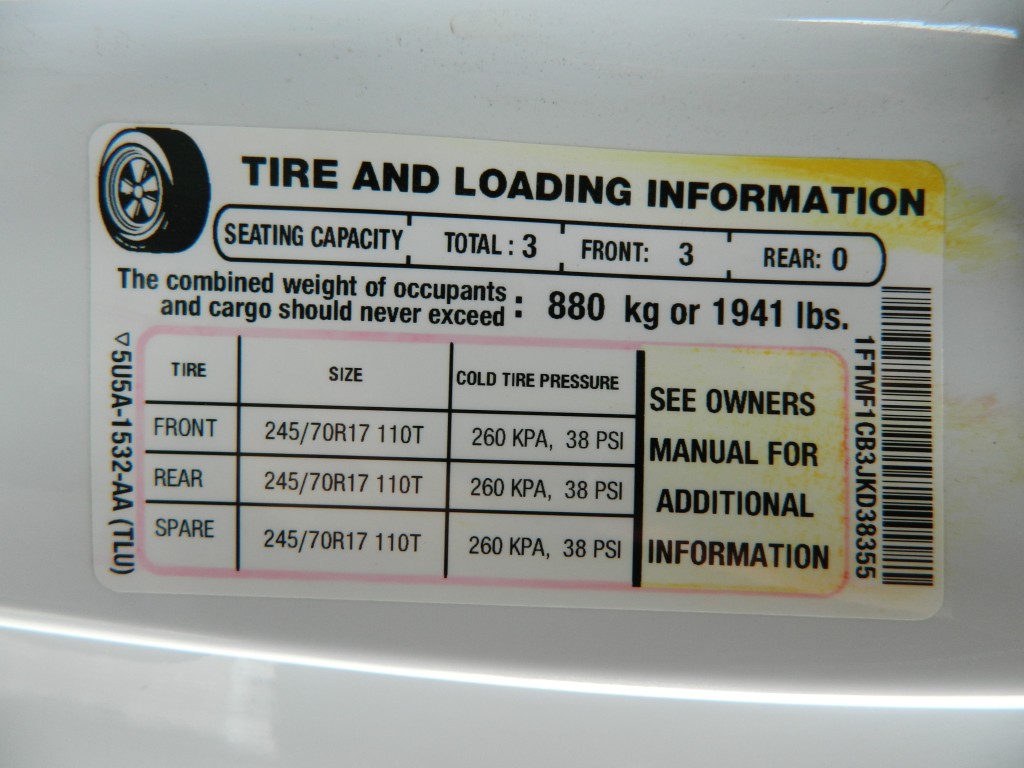 TIRE AND LOADING INFORMATION
SEATING CAPACITY TOTAL : 3 FRONT: 3 REAR: 0
The combined weight of occupants
and cargo should never exceed : 880 kg or 1941 lbs.
TIRE SIZE COLD TIRE PRESSURE
FRONT 245/70R17 110T 260 KPA, 38 PSI
REAR 245/70R17 110T 260 KPA, 38 PSI
SPARE 245/70R17 110T 260 KPA, 38 PSI
SEE OWNERS
MANUAL FOR
ADDITIONAL
INFORMATION
▽5U5A-1532-AA (TLU)
1FTMF1CB3JKD38355